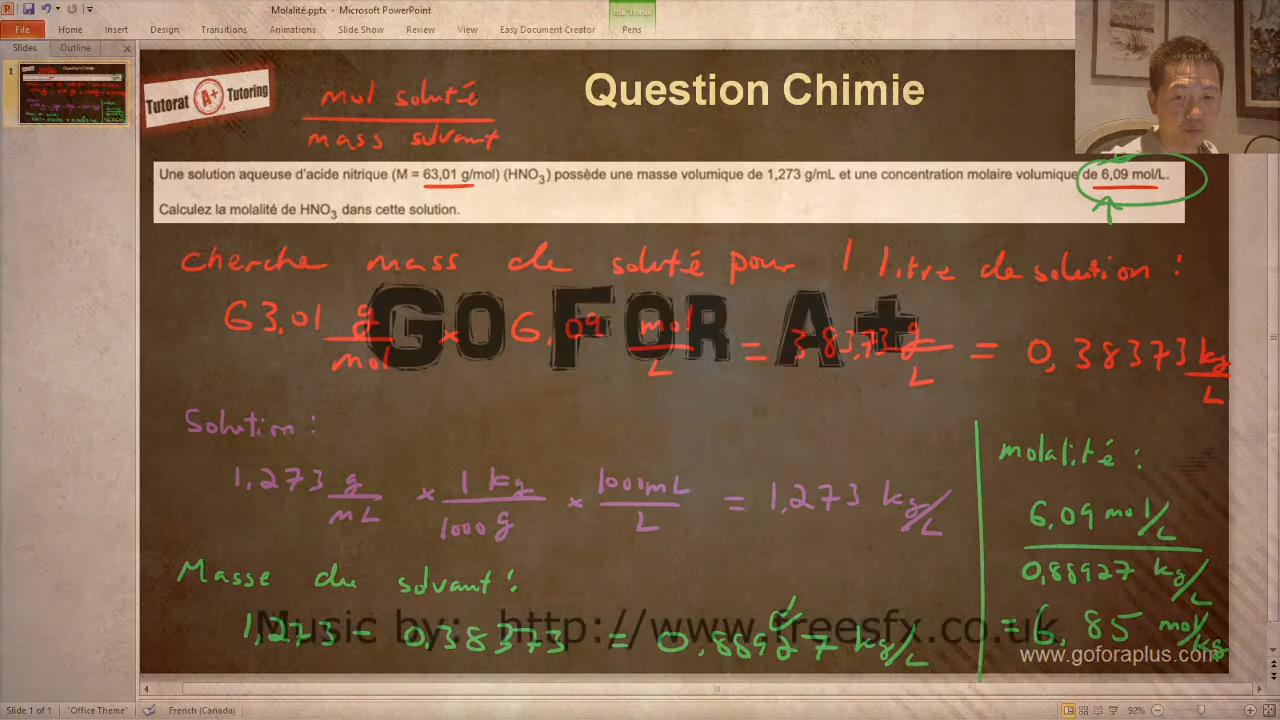 Molalité.pptx - Microsoft PowerPoint
Ink Tools
File Home Insert Design Transitions Animations Slide Show Review View Easy Document Creator Pens
Slides Outline
1
Tutorat A+ Tutoring
mol soluté
mass solvant
Question Chimie
Une solution aqueuse d'acide nitrique (M = 63,01 g/mol) (HNO3) possède une masse volumique de 1,273 g/mL et une concentration molaire volumique de 6,09 mol/L.
Calculez la molalité de HNO3 dans cette solution.
cherche mass de soluté pour 1 litre de solution :
63,01 g/mol × 6,09 mol/L = 383,73 g/L = 0,38373 kg/L
Go For A+
Solution :
1,273 g/mL × 1 kg/1000 g × 1000 mL/L = 1,273 kg/L
Masse du solvant :
1,273 - 0,38373 = 0,88927 kg/L
Music by: http://www.freesfx.co.uk
molalité :
6,09 mol/L
0,88927 kg/L
= 6,85 mol/kg
www.goforaplus.com
Slide 1 of 1 "Office Theme" French (Canada) 92%